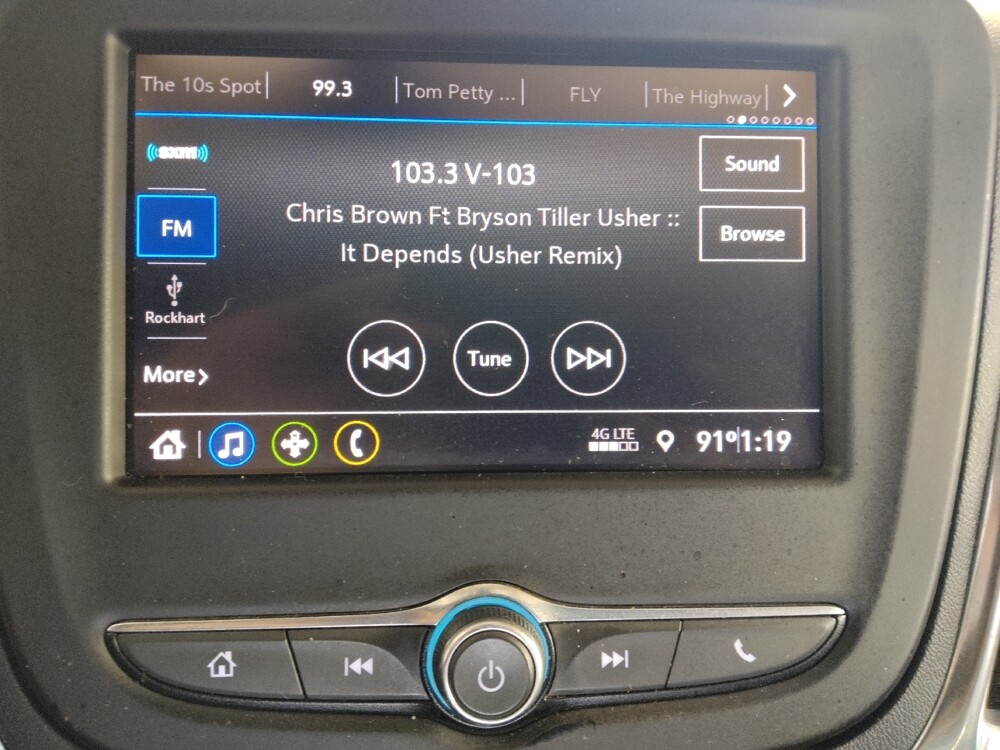 The 10s Spot
99.3
Tom Petty ...
FLY
The Highway
sxm
103.3 V-103
Sound
FM
Chris Brown Ft Bryson Tiller Usher ::
It Depends (Usher Remix)
Browse
Rockhart
Tune
More
4G LTE
91° 1:19